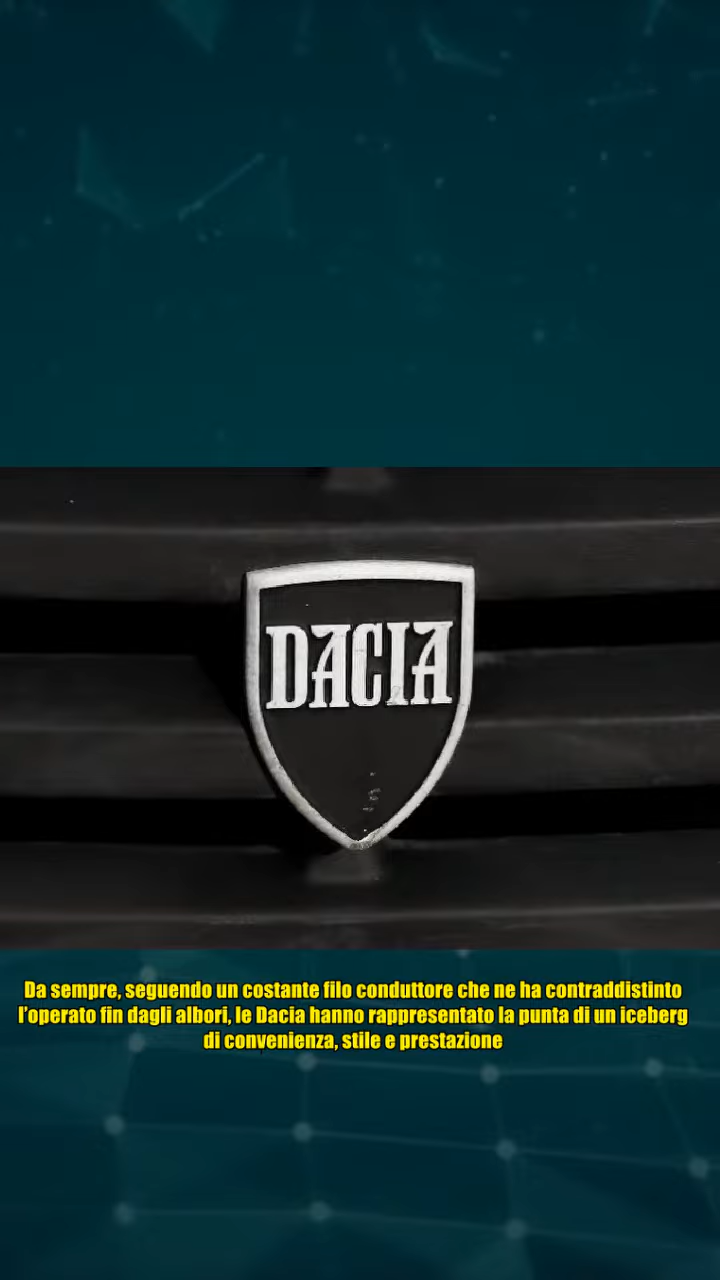 DACIA
Da sempre, seguendo un costante filo conduttore che ne ha contraddistinto
l'operato fin dagli albori, le Dacia hanno rappresentato la punta di un iceberg
di convenienza, stile e prestazione